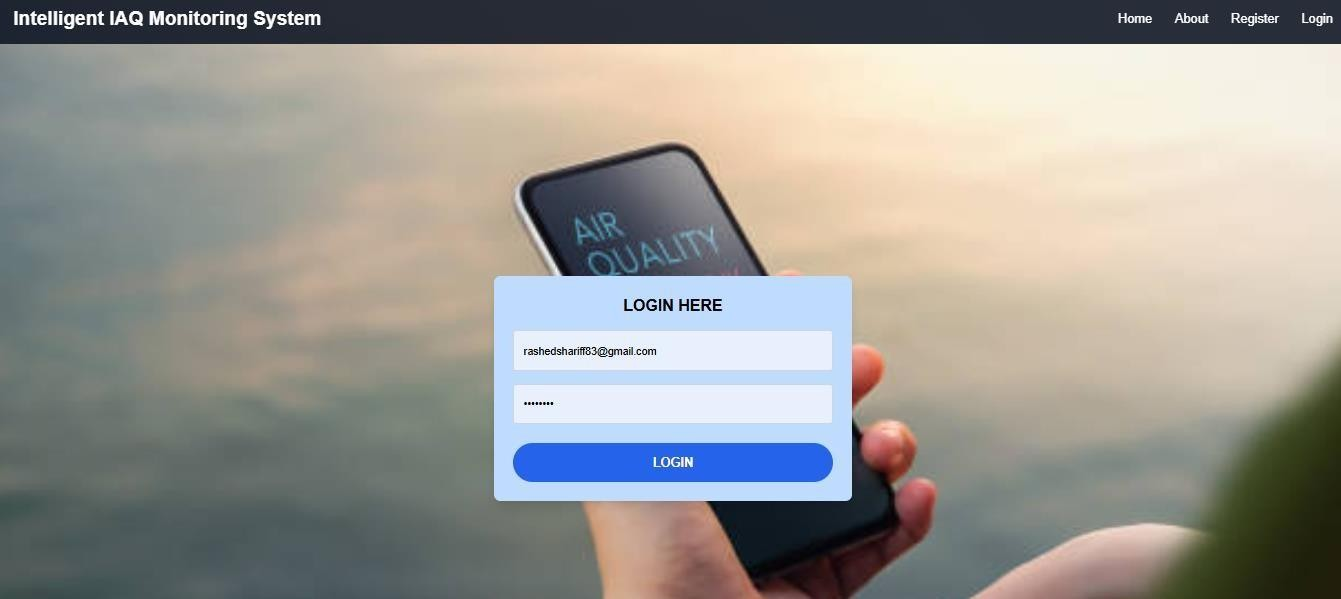 Intelligent IAQ Monitoring System
Home About Register Login
AIR
QUALITY
LOGIN HERE
rashedshariff83@gmail.com
••••••••
LOGIN